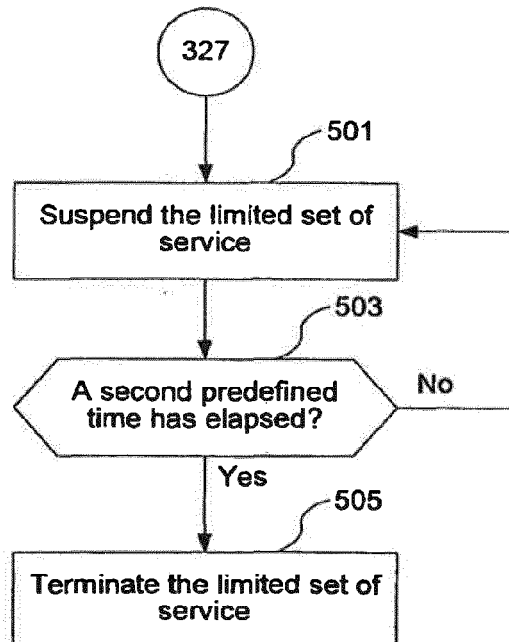 327
501
Suspend the limited set of
service
503
A second predefined
time has elapsed?
No
Yes
505
Terminate the limited set of
service